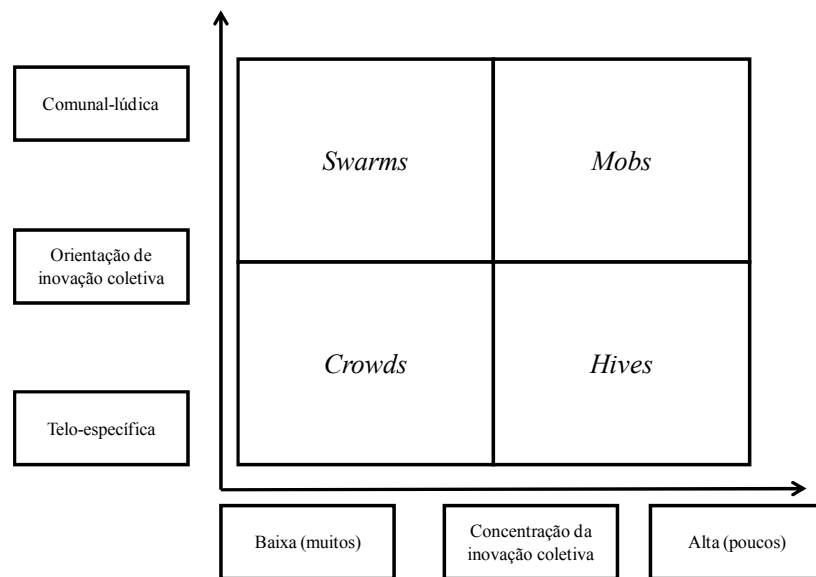 Comunal-lúdica
Swarms
Mobs
Orientação de
inovação coletiva
Crowds
Hives
Telo-específica
Baixa (muitos)
Concentração da
inovação coletiva
Alta (poucos)